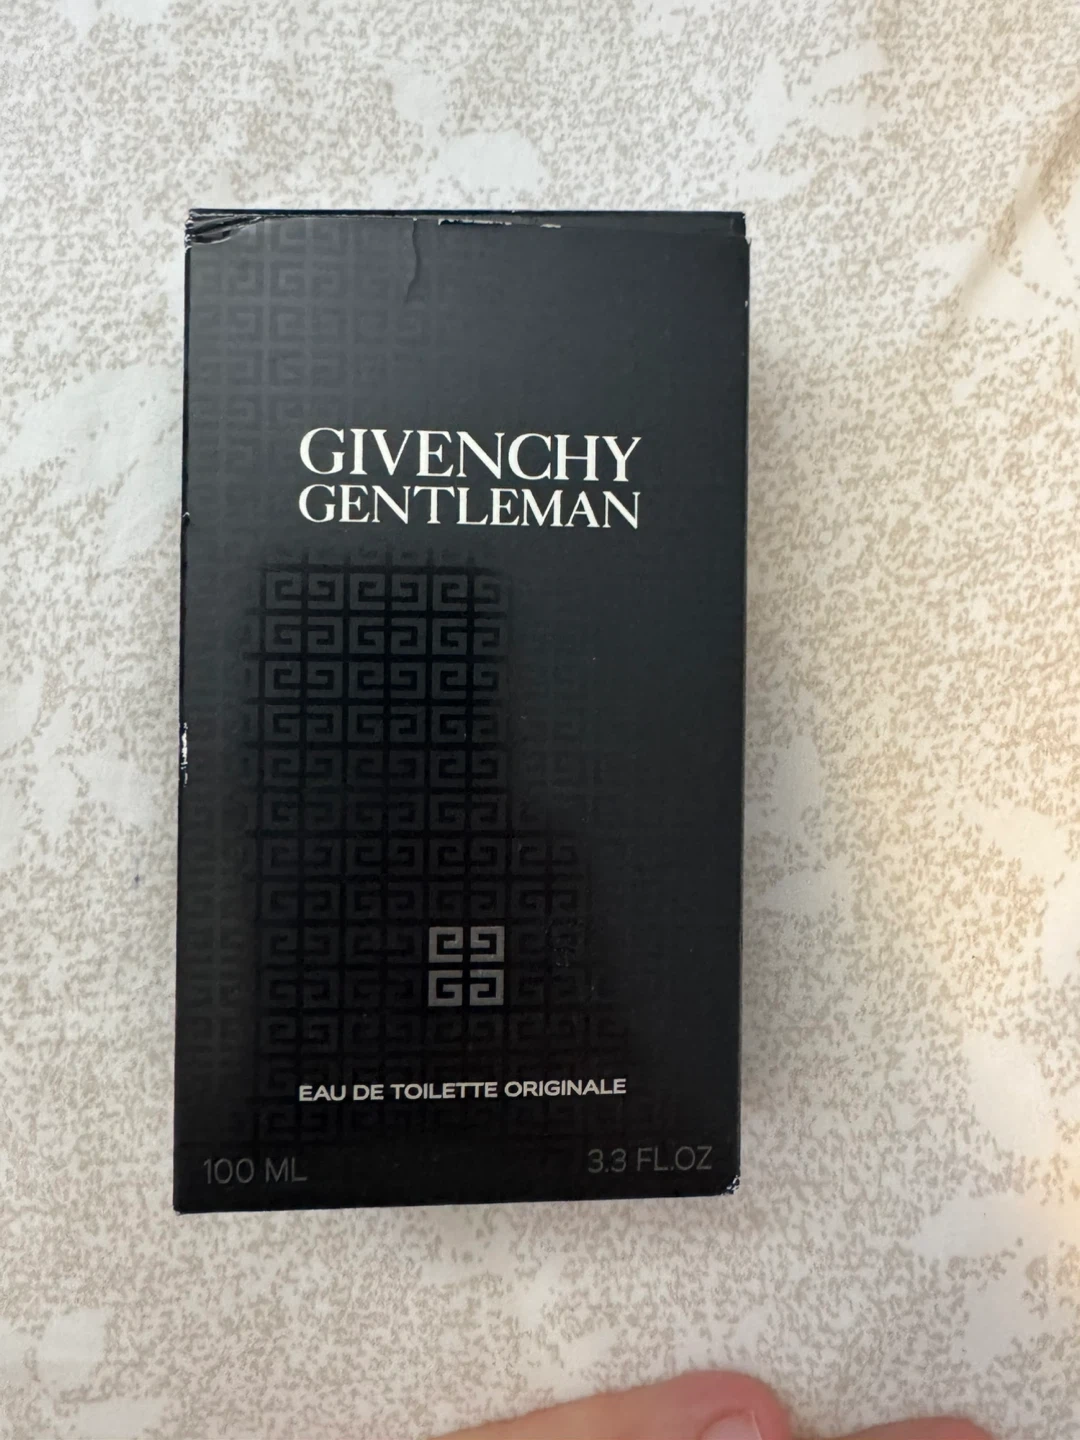 GIVENCHY
GENTLEMAN
EAU DE TOILETTE ORIGINALE
100 ML
3.3 FL.OZ